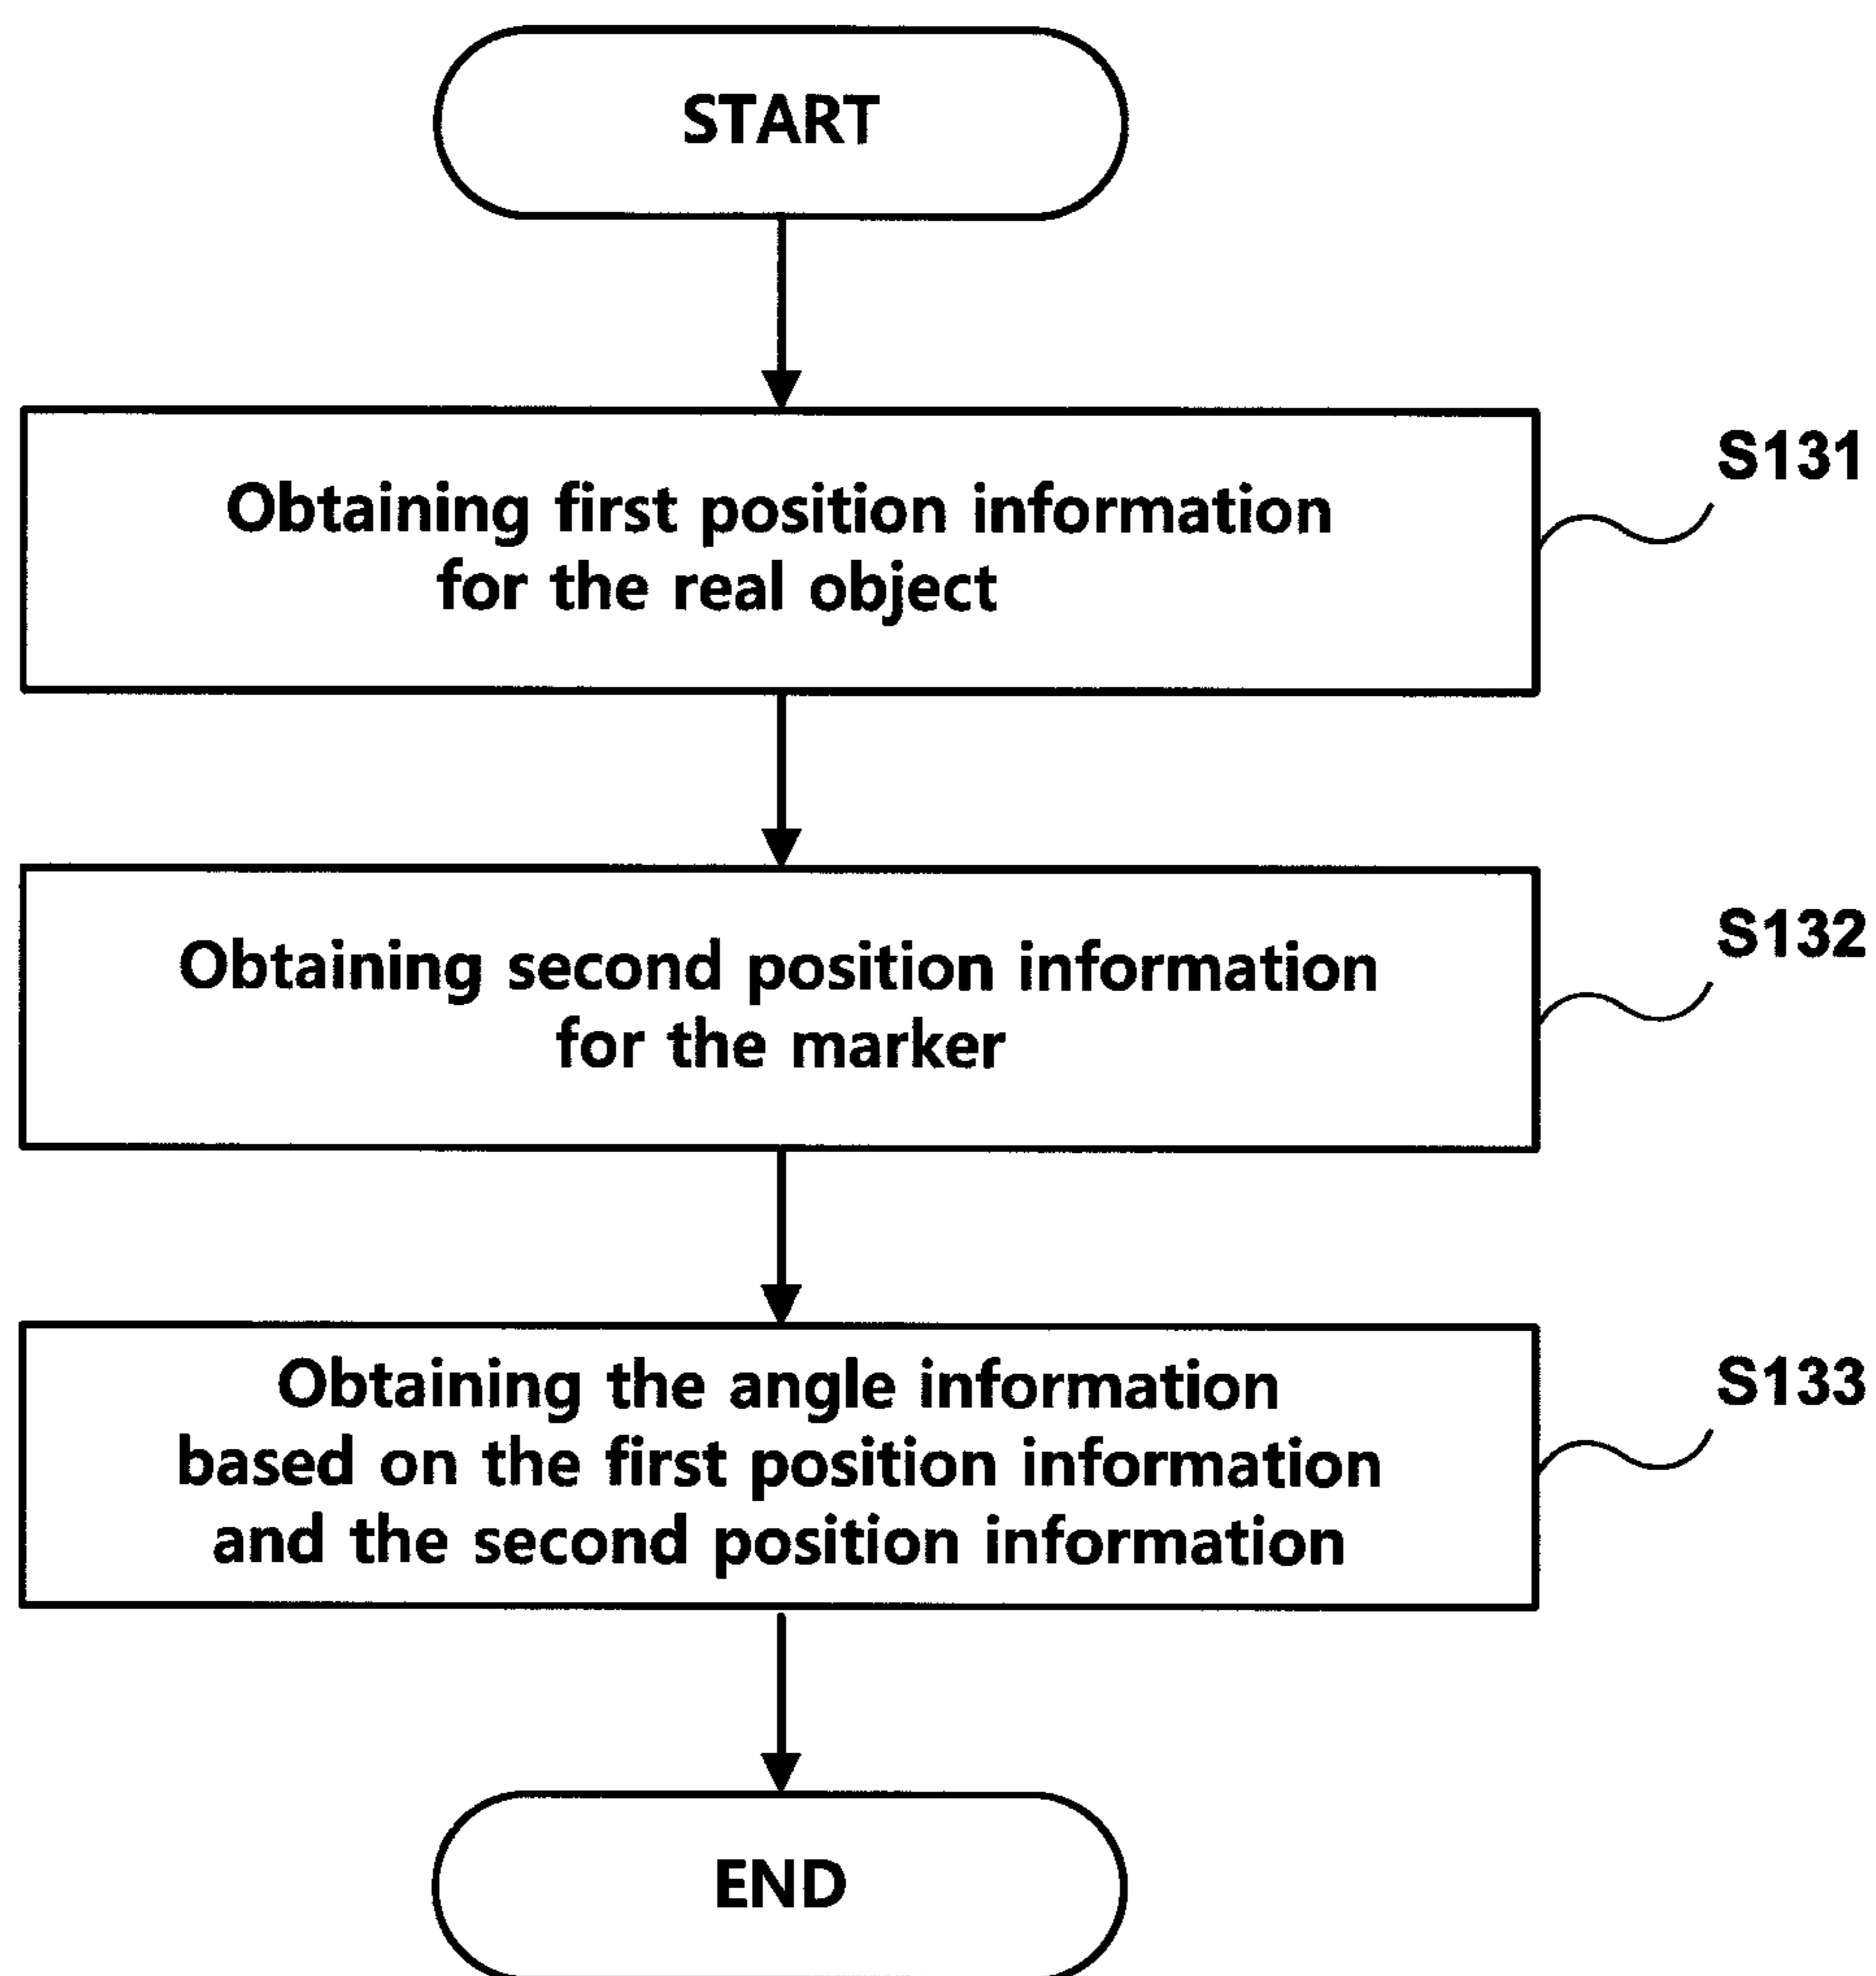 START
Obtaining first position information
for the real object
S131
Obtaining second position information
for the marker
S132
Obtaining the angle information
based on the first position information
and the second position information
S133
END